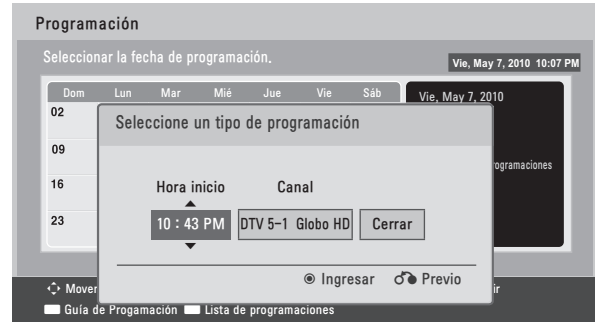 Programación
Seleccionar la fecha de programación.
Vie, May 7, 2010 10:07 PM
Dom Lun Mar Mié Jue Vie Sáb
Vie, May 7, 2010
02
09
16
23
Seleccione un tipo de programación
Hora inicio Canal
10 : 43 PM DTV 5-1 Globo HD Cerrar
Ingresar Previo
Mover
Guía de Progamación Lista de programaciones